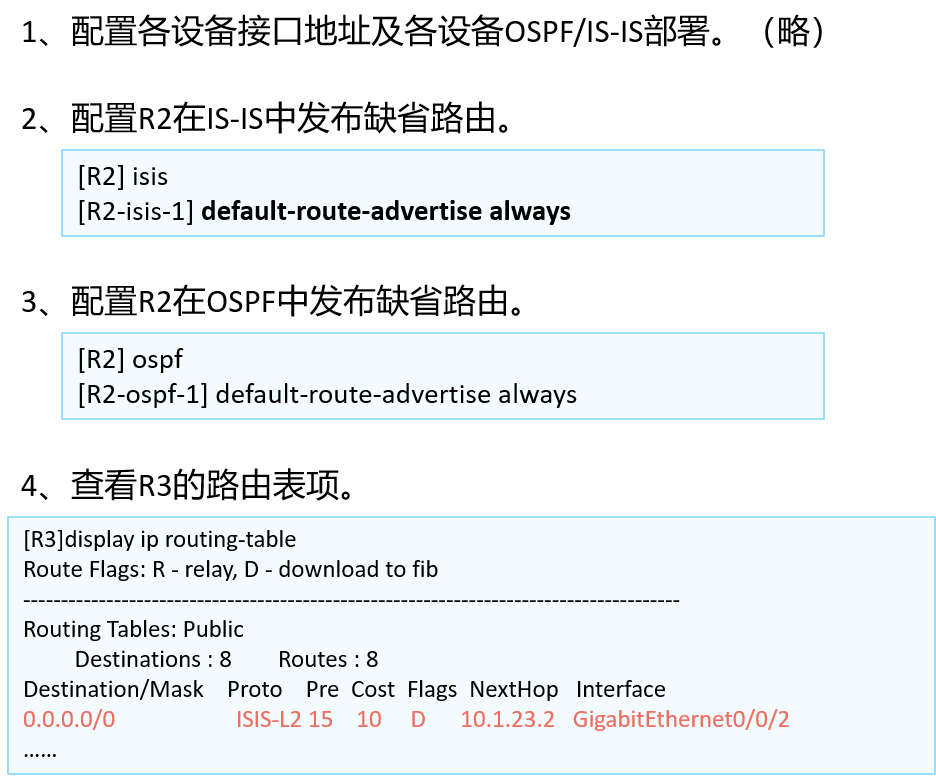 1、配置各设备接口地址及各设备OSPF/IS-IS部署。（略）
2、配置R2在IS-IS中发布缺省路由。
[R2] isis
[R2-isis-1] default-route-advertise always
3、配置R2在OSPF中发布缺省路由。
[R2] ospf
[R2-ospf-1] default-route-advertise always
4、查看R3的路由表项。
[R3]display ip routing-table
Route Flags: R - relay, D - download to fib
----------------------------------------------------------------------------------------
Routing Tables: Public
Destinations : 8 Routes : 8
Destination/Mask Proto Pre Cost Flags NextHop Interface
0.0.0.0/0 ISIS-L2 15 10 D 10.1.23.2 GigabitEthernet0/0/2
......